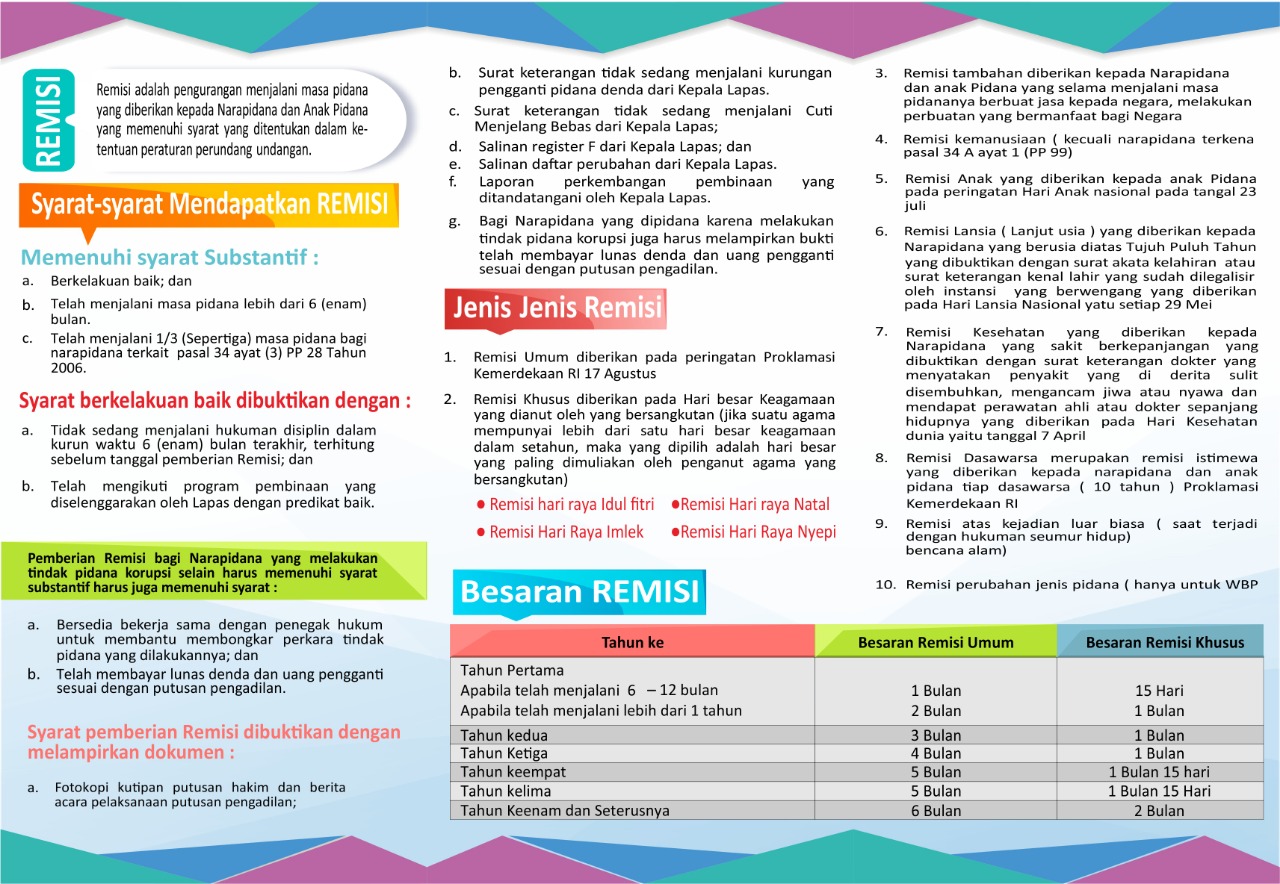 REMISI
Remisi adalah pengurangan menjalani masa pidana
yang diberikan kepada Narapidana dan Anak Pidana
yang memenuhi syarat yang ditentukan dalam ke-
tentuan peraturan perundang undangan.
Syarat-syarat Mendapatkan REMISI
Memenuhi syarat Substantif :
a. Berkelakuan baik; dan
b. Telah menjalani masa pidana lebih dari 6 (enam)
bulan.
c. Telah menjalani 1/3 (Sepertiga) masa pidana bagi
narapidana terkait pasal 34 ayat (3) PP 28 Tahun
2006.
Syarat berkelakuan baik dibuktikan dengan :
a. Tidak sedang menjalani hukuman disiplin dalam
kurun waktu 6 (enam) bulan terakhir, terhitung
sebelum tanggal pemberian Remisi; dan
b. Telah mengikuti program pembinaan yang
diselenggarakan oleh Lapas dengan predikat baik.
Pemberian Remisi bagi Narapidana yang melakukan
tindak pidana korupsi selain harus memenuhi syarat
substantif harus juga memenuhi syarat :
a. Bersedia bekerja sama dengan penegak hukum
untuk membantu membongkar perkara tindak
pidana yang dilakukannya; dan
b. Telah membayar lunas denda dan uang pengganti
sesuai dengan putusan pengadilan.
Syarat pemberian Remisi dibuktikan dengan
melampirkan dokumen :
a. Fotokopi kutipan putusan hakim dan berita
acara pelaksanaan putusan pengadilan;
b. Surat keterangan tidak sedang menjalani kurungan
pengganti pidana denda dari Kepala Lapas.
c. Surat keterangan tidak sedang menjalani Cuti
Menjelang Bebas dari Kepala Lapas;
d. Salinan register F dari Kepala Lapas; dan
e. Salinan daftar perubahan dari Kepala Lapas.
f. Laporan perkembangan pembinaan yang
ditandatangani oleh Kepala Lapas.
g. Bagi Narapidana yang dipidana karena melakukan
tindak pidana korupsi juga harus melampirkan bukti
telah membayar lunas denda dan uang pengganti
sesuai dengan putusan pengadilan.
Jenis Jenis Remisi
1. Remisi Umum diberikan pada peringatan Proklamasi
Kemerdekaan RI 17 Agustus
2. Remisi Khusus diberikan pada Hari besar Keagamaan
yang dianut oleh yang bersangkutan (jika suatu agama
mempunyai lebih dari satu hari besar keagamaan
dalam setahun, maka yang dipilih adalah hari besar
yang paling dimuliakan oleh penganut agama yang
bersangkutan)
● Remisi hari raya Idul fitri ●Remisi Hari raya Natal
● Remisi Hari Raya Imlek ●Remisi Hari Raya Nyepi
3. Remisi tambahan diberikan kepada Narapidana
dan anak Pidana yang selama menjalani masa
pidananya berbuat jasa kepada negara, melakukan
perbuatan yang bermanfaat bagi Negara
4. Remisi kemanusiaan ( kecuali narapidana terkena
pasal 34 A ayat 1 (PP 99)
5. Remisi Anak yang diberikan kepada anak Pidana
pada peringatan Hari Anak nasional pada tangal 23
juli
6. Remisi Lansia ( Lanjut usia ) yang diberikan kepada
Narapidana yang berusia diatas Tujuh Puluh Tahun
yang dibuktikan dengan surat akata kelahiran atau
surat keterangan kenal lahir yang sudah dilegalisir
oleh instansi yang berwengang yang diberikan
pada Hari Lansia Nasional yatu setiap 29 Mei
7. Remisi Kesehatan yang diberikan kepada
Narapidana yang sakit berkepanjangan yang
dibuktikan dengan surat keterangan dokter yang
menyatakan penyakit yang di derita sulit
disembuhkan, mengancam jiwa atau nyawa dan
mendapat perawatan ahli atau dokter sepanjang
hidupnya yang diberikan pada Hari Kesehatan
dunia yaitu tanggal 7 April
8. Remisi Dasawarsa merupakan remisi istimewa
yang diberikan kepada narapidana dan anak
pidana tiap dasawarsa ( 10 tahun ) Proklamasi
Kemerdekaan RI
9. Remisi atas kejadian luar biasa ( saat terjadi
dengan hukuman seumur hidup)
bencana alam)
10. Remisi perubahan jenis pidana ( hanya untuk WBP
Besaran REMISI
Tahun ke Besaran Remisi Umum Besaran Remisi Khusus
Tahun Pertama
Apabila telah menjalani 6 – 12 bulan 1 Bulan 15 Hari
Apabila telah menjalani lebih dari 1 tahun 2 Bulan 1 Bulan
Tahun kedua 3 Bulan 1 Bulan
Tahun Ketiga 4 Bulan 1 Bulan
Tahun keempat 5 Bulan 1 Bulan 15 hari
Tahun kelima 5 Bulan 1 Bulan 15 Hari
Tahun Keenam dan Seterusnya 6 Bulan 2 Bulan